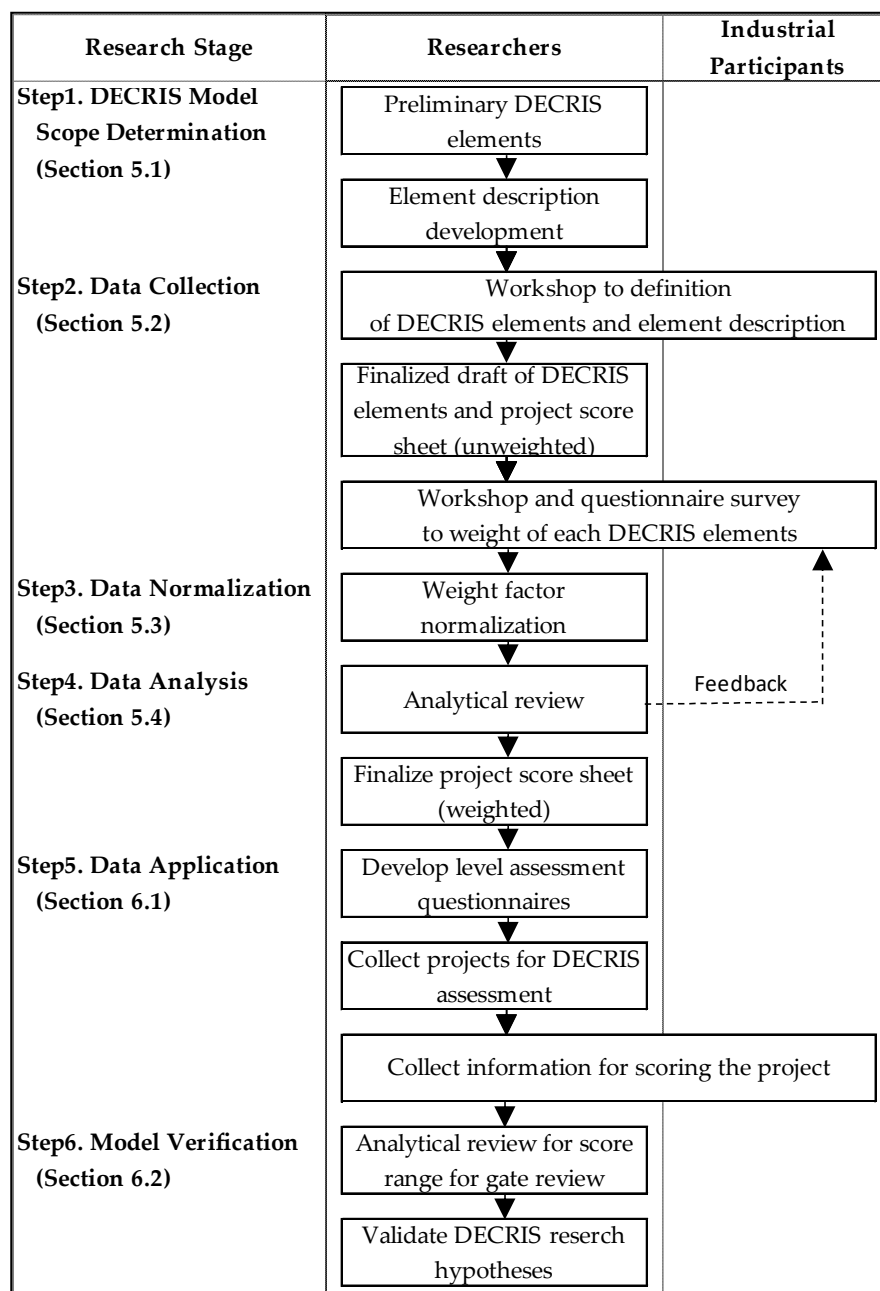 Research Stage
Researchers
Industrial
Participants
Step1. DECRIS Model
Scope Determination
(Section 5.1)
Preliminary DECRIS
elements
Element description
development
Step2. Data Collection
(Section 5.2)
Workshop to definition
of DECRIS elements and element description
Finalized draft of DECRIS
elements and project score
sheet (unweighted)
Workshop and questionnaire survey
to weight of each DECRIS elements
Step3. Data Normalization
(Section 5.3)
Weight factor
normalization
Step4. Data Analysis
(Section 5.4)
Analytical review
Feedback
Finalize project score sheet
(weighted)
Step5. Data Application
(Section 6.1)
Develop level assessment
questionnaires
Collect projects for DECRIS
assessment
Collect information for scoring the project
Step6. Model Verification
(Section 6.2)
Analytical review for score
range for gate review
Validate DECRIS reserch
hypotheses